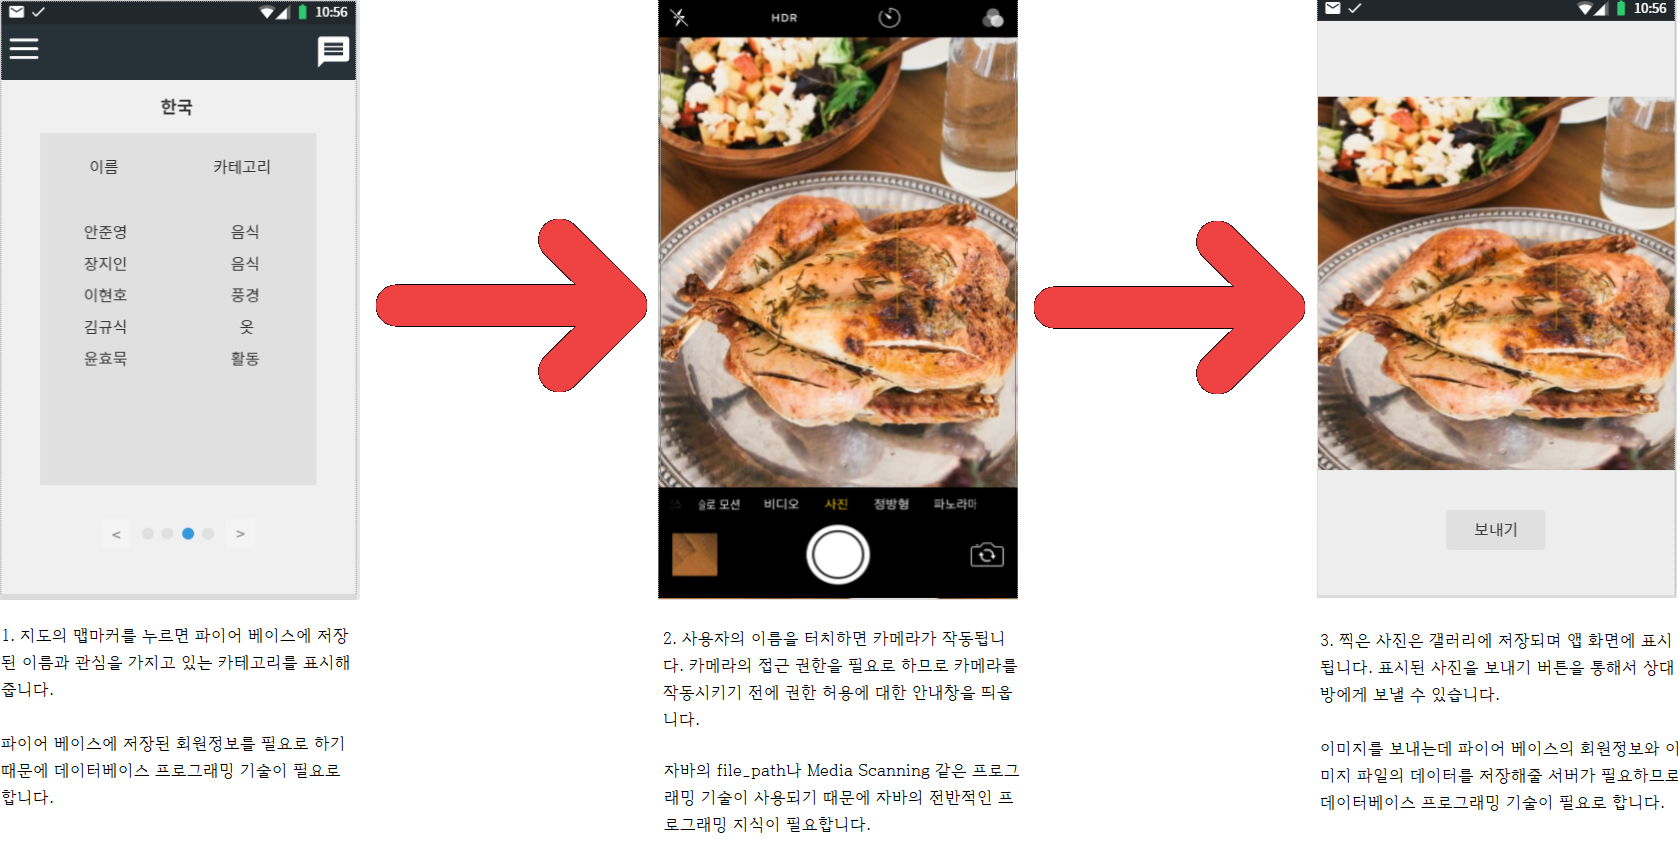 10:56
한국
이름 카테고리
안준영 음식
장지인 음식
이현호 풍경
김규식 옷
윤효묵 활동
< >
1. 지도의 맵마커를 누르면 파이어 베이스에 저장
된 이름과 관심을 가지고 있는 카테고리를 표시해
줍니다.
파이어 베이스에 저장된 회원정보를 필요로 하기
때문에 데이터베이스 프로그래밍 기술이 필요로
합니다.
HDR
슬로 모션 비디오 사진 정방형 파노라마
2. 사용자의 이름을 터치하면 카메라가 작동됩니
다. 카메라의 접근 권한을 필요로 하므로 카메라를
작동시키기 전에 권한 허용에 대한 안내창을 띄웁
니다.
자바의 file_path나 Media Scanning 같은 프로그
래밍 기술이 사용되기 때문에 자바의 전반적인 프
로그래밍 지식이 필요합니다.
10:56
보내기
3. 찍은 사진은 갤러리에 저장되며 앱 화면에 표시
됩니다. 표시된 사진을 보내기 버튼을 통해서 상대
방에게 보낼 수 있습니다.
이미지를 보내는데 파이어 베이스의 회원정보와 이
미지 파일의 데이터를 저장해줄 서버가 필요하므로
데이터베이스 프로그래밍 기술이 필요로 합니다.